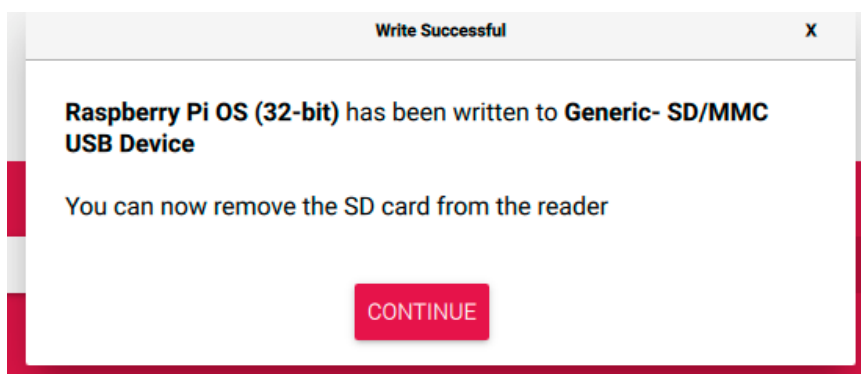 Write Successful X
Raspberry Pi OS (32-bit) has been written to Generic- SD/MMC
USB Device
You can now remove the SD card from the reader
CONTINUE